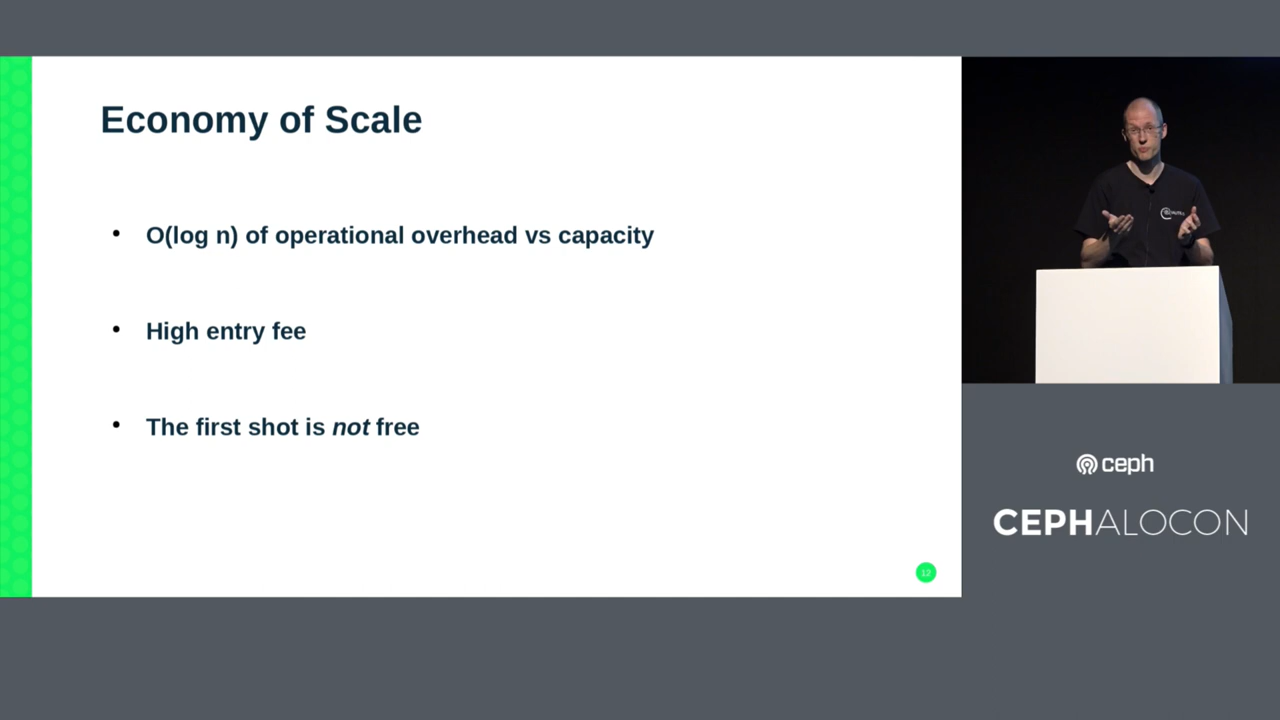 Economy of Scale
O(log n) of operational overhead vs capacity
High entry fee
The first shot is not free
12
ceph
CEPHALOCON